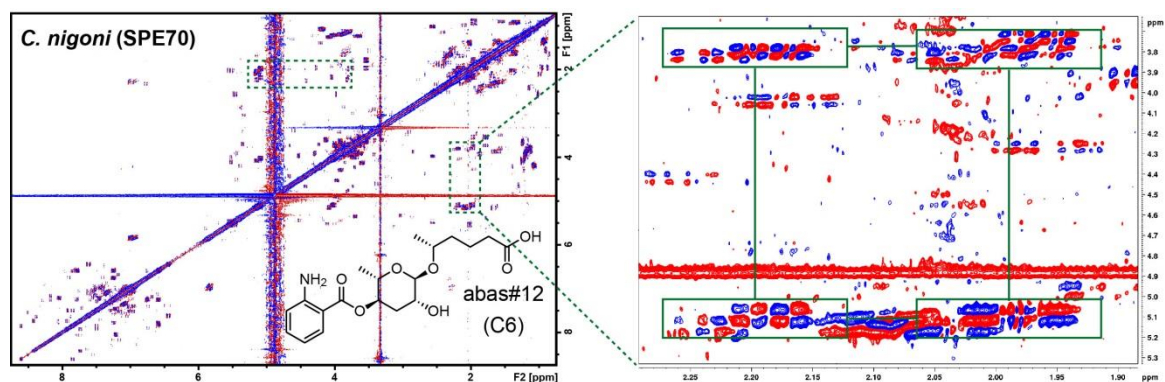 C. nigoni (SPE70)
F1 [ppm]
2
4
6
8
O
O
OH
O
NH₂
O
O
OH
abas#12
(C6)
8 6 4 2 F2 [ppm]
ppm
3.8
3.9
4.0
4.1
4.2
4.3
4.4
4.5
4.6
4.7
4.8
4.9
5.0
5.1
5.2
5.3
2.25 2.20 2.15 2.10 2.05 2.00 1.95 1.90 ppm